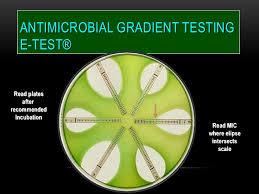 ANTIMICROBIAL GRADIENT TESTING
E-TEST®
Read plates
after
recommended
Incubation
Read MIC
where elipse
intersects
scale